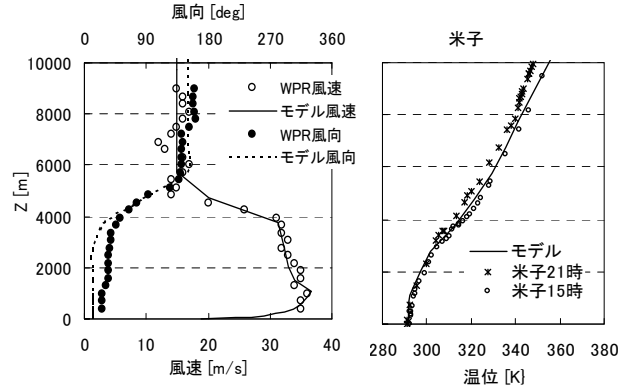 風向 [deg]
0 90 180 270 360
米子
10000
8000
6000
4000
2000
0
Z [m]
WPR風速
モデル風速
WPR風向
モデル風向
0 10 20 30 40
風速 [m/s]
モデル
米子21時
米子15時
280 300 320 340 360 380
温位 [K]